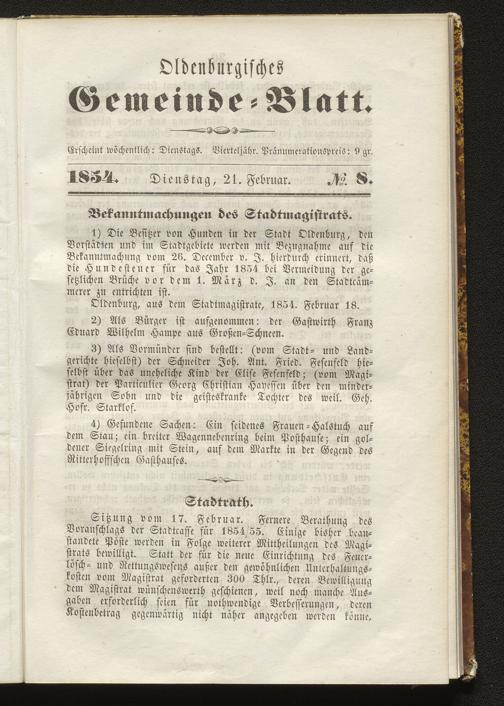 Oldenburgisches
Gemeinde-Blatt.
Erscheint wöchentlich: Dienstags. Vierteljähr. Pränumerationspreis: 9 gr.
1854. Dienstag, 21. Februar. № 8.
Bekanntmachungen des Stadtmagistrats.
1) Die Besitzer von Hunden in der Stadt Oldenburg, den
Vorstädten und im Stadtgebiete werden mit Bezugnahme auf die
Bekanntmachung vom 26. December v. J. hierdurch erinnert, daß
die Hundesteuer für das Jahr 1854 bei Vermeidung der ge-
setzlichen Brüche vor dem 1. März d. J. an den Stadtcäm-
merer zu entrichten ist.
Oldenburg, aus dem Stadtmagistrate, 1854. Februar 18.
2) Als Bürger ist aufgenommen: der Gastwirth Franz
Eduard Wilhelm Hampe aus Großen-Schneen.
3) Als Vormünder sind bestellt: (vom Stadt- und Land-
gerichte hieselbst) der Schneider Joh. Ant. Fried. Fesenfeld hie-
selbst über das uneheliche Kind der Elise Fesenfeld; (vom Magi-
strat) der Particulier Georg Christian Hayessen über den minder-
jährigen Sohn und die geisteskranke Tochter des weil. Geh.
Hofr. Starklof.
4) Gefundene Sachen: Ein seidenes Frauen-Halstuch auf
dem Stau; ein breiter Wagennebenring beim Posthause; ein gol-
dener Siegelring mit Stein, auf dem Markte in der Gegend des
Ritterhoffschen Gasthauses.
Stadtrath.
Sitzung vom 17. Februar. Fernere Berathung des
Voranschlags der Stadtcasse für 1854/55. Einige bisher bean-
standete Pöste werden in Folge weiterer Mittheilungen des Magi-
strats bewilligt. Statt der für die neue Einrichtung des Feuer-
lösch- und Rettungswesens außer den gewöhnlichen Unterhaltungs-
kosten vom Magistrat geforderten 300 Thlr., deren Bewilligung
dem Magistrat wünschenswerth geschienen, weil noch manche Aus-
gaben erforderlich seien für nothwendige Verbesserungen, deren
Kostenbetrag gegenwärtig nicht näher angegeben werden könne,